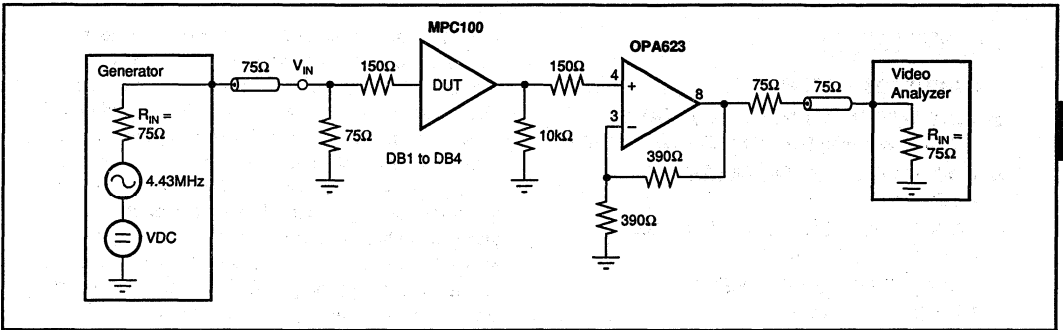 MPC100
OPA623
Generator
75Ω
V_IN
150Ω
DUT
150Ω
4
+
8
75Ω
75Ω
Video
Analyzer
R_IN =
75Ω
75Ω
10kΩ
3
−
R_IN =
75Ω
DB1 to DB4
390Ω
4.43MHz
390Ω
VDC